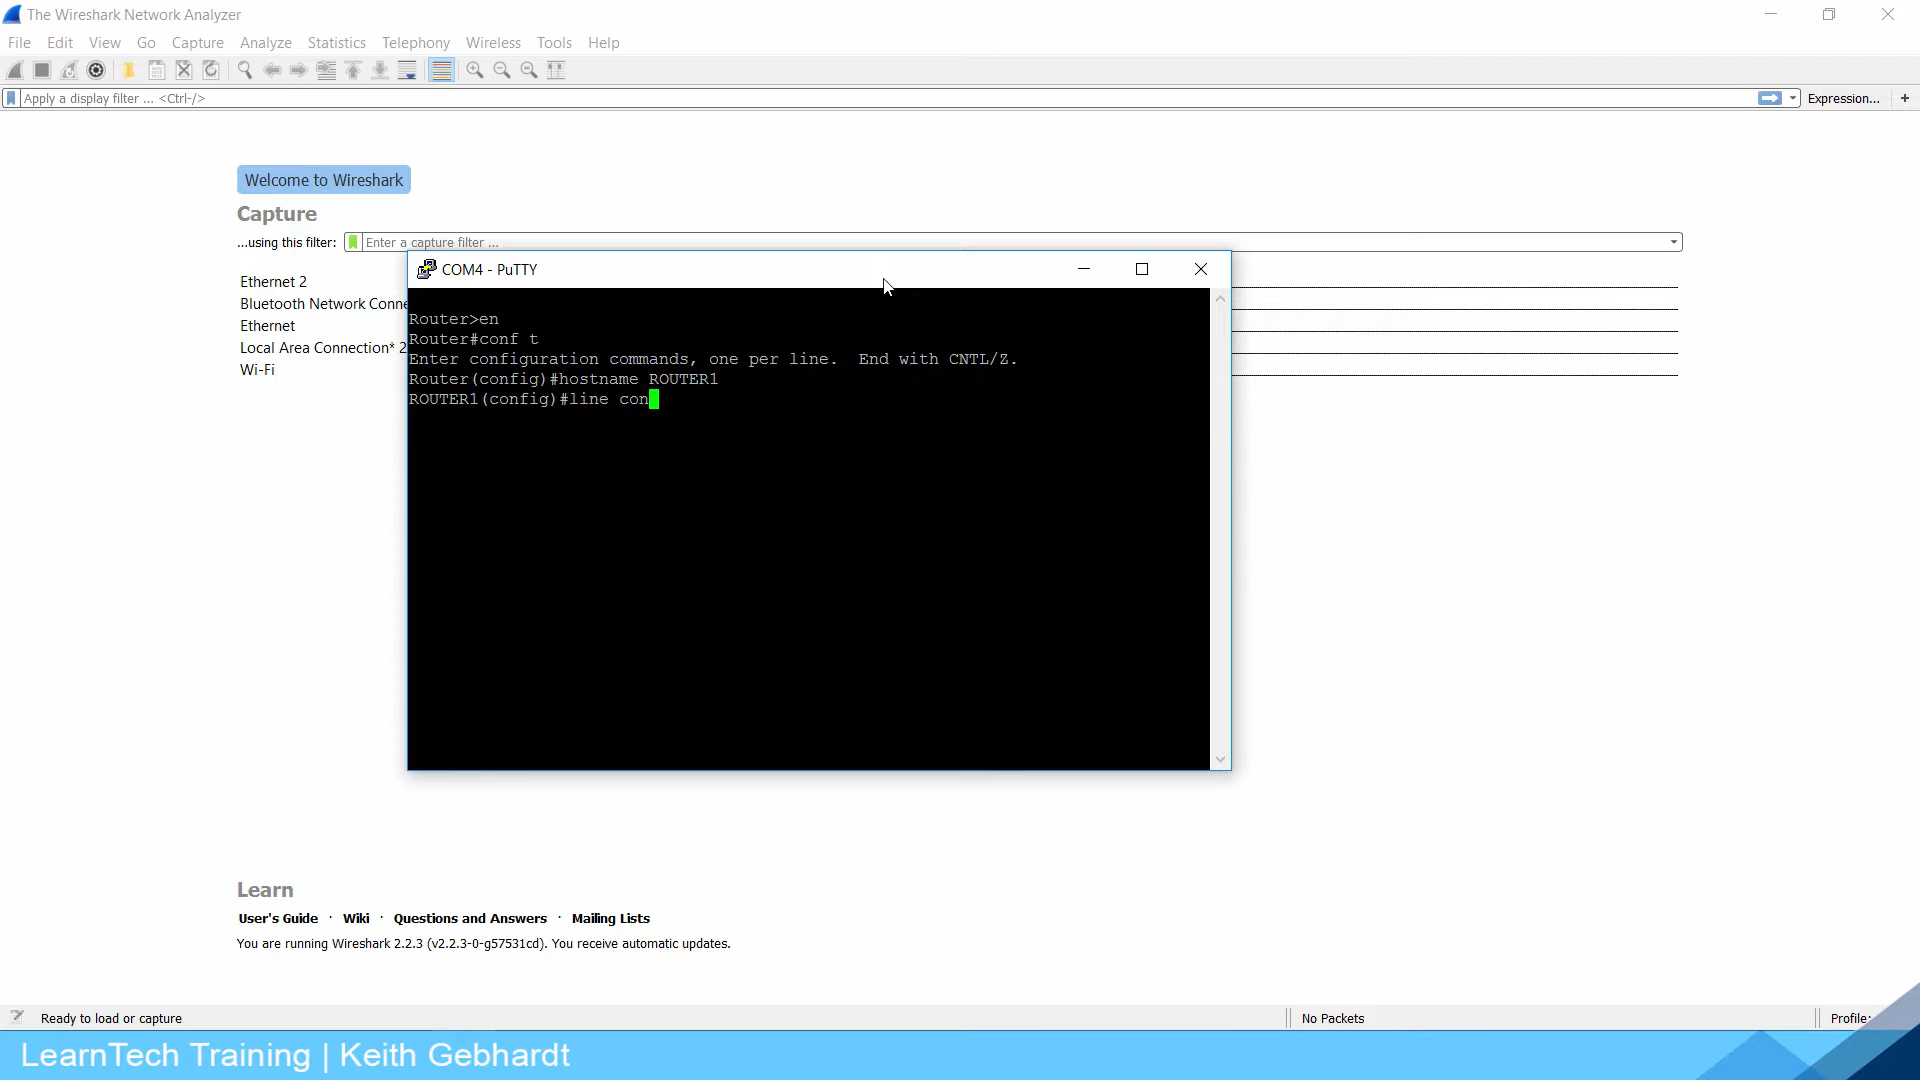 The Wireshark Network Analyzer
File Edit View Go Capture Analyze Statistics Telephony Wireless Tools Help
Apply a display filter ... <Ctrl-/>
Expression... +
Welcome to Wireshark
Capture
...using this filter: Enter a capture filter ...
Ethernet 2
Bluetooth Network Conne
Ethernet
Local Area Connection* 2
Wi-Fi
COM4 - PuTTY
Router>en
Router#conf t
Enter configuration commands, one per line.  End with CNTL/Z.
Router(config)#hostname ROUTER1
ROUTER1(config)#line con
Learn
User's Guide · Wiki · Questions and Answers · Mailing Lists
You are running Wireshark 2.2.3 (v2.2.3-0-g57531cd). You receive automatic updates.
Ready to load or capture
No Packets
Profile:
LearnTech Training | Keith Gebhardt